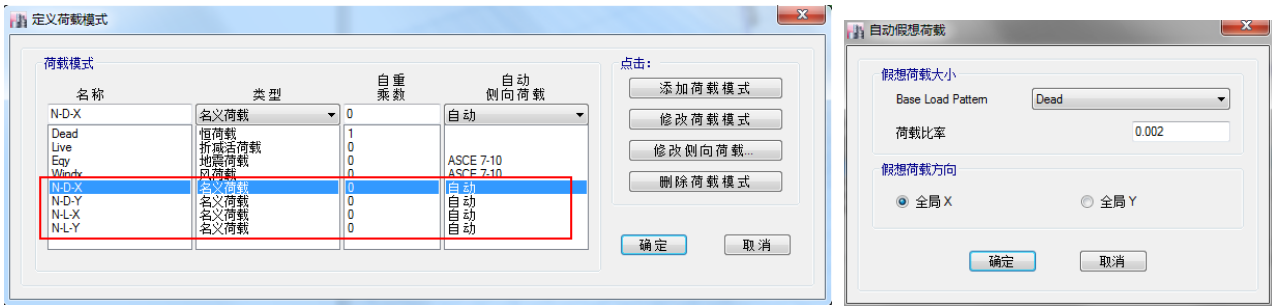 定义荷载模式
荷载模式
名称 类型 自重乘数 自动侧向荷载
N-D-X 名义荷载 0 自动
Dead 恒荷载 1
Live 折减活荷载 0
Eqy 地震荷载 0 ASCE 7-10
Windx 风荷载 0 ASCE 7-10
N-D-X 名义荷载 0 自动
N-D-Y 名义荷载 0 自动
N-L-X 名义荷载 0 自动
N-L-Y 名义荷载 0 自动
点击:
添加荷载模式
修改荷载模式
修改侧向荷载...
删除荷载模式
确定 取消
自动假想荷载
假想荷载大小
Base Load Pattern Dead
荷载比率 0.002
假想荷载方向
全局 X 全局 Y
确定 取消